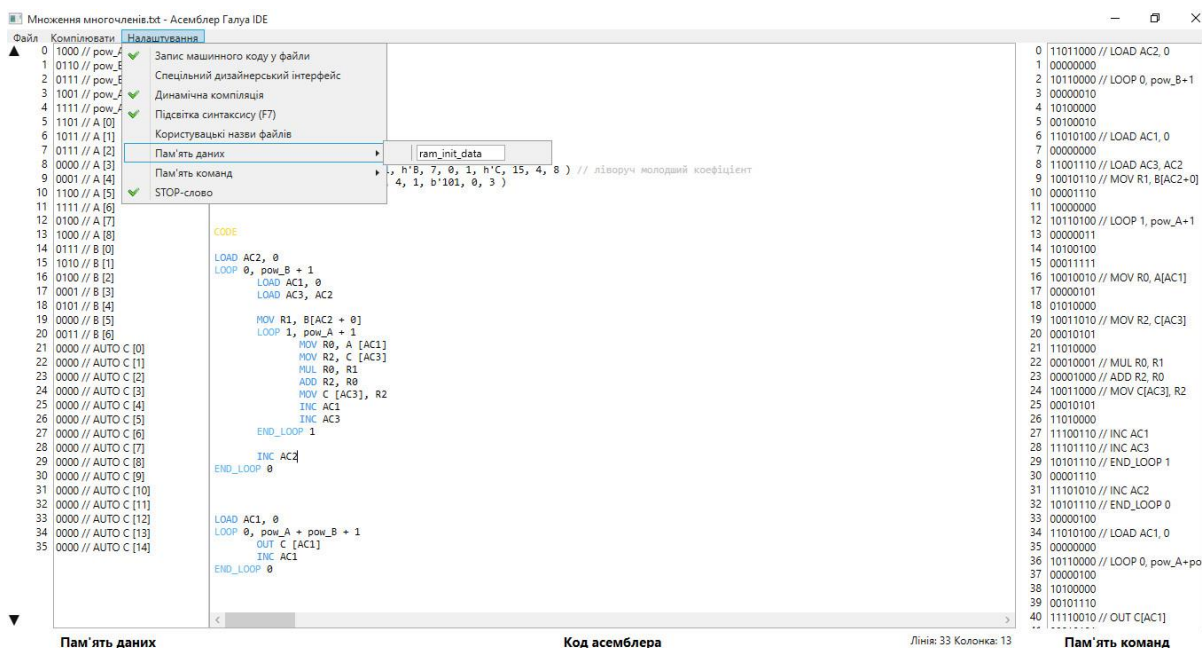 Множення многочленів.txt - Асемблер Галуа IDE
Файл Компілювати Налаштування
Запис машинного коду у файли
Спецільний дизайнерський інтерфейс
Динамічна компіляція
Підсвітка синтаксису (F7)
Користувацькі назви файлів
Пам'ять даних
Пам'ять команд
STOP-слово
ram_init_data
0 1000 // pow_A
1 0110 // pow_B
2 0111 // pow_B
3 1001 // pow_A
4 1111 // pow_A
5 1101 // A [0]
6 1011 // A [1]
7 0111 // A [2]
8 0000 // A [3]
9 0001 // A [4]
10 1100 // A [5]
11 1111 // A [6]
12 0100 // A [7]
13 1000 // A [8]
14 0111 // B [0]
15 1010 // B [1]
16 0100 // B [2]
17 0001 // B [3]
18 0101 // B [4]
19 0000 // B [5]
20 0011 // B [6]
21 0000 // AUTO C [0]
22 0000 // AUTO C [1]
23 0000 // AUTO C [2]
24 0000 // AUTO C [3]
25 0000 // AUTO C [4]
26 0000 // AUTO C [5]
27 0000 // AUTO C [6]
28 0000 // AUTO C [7]
29 0000 // AUTO C [8]
30 0000 // AUTO C [9]
31 0000 // AUTO C [10]
32 0000 // AUTO C [11]
33 0000 // AUTO C [12]
34 0000 // AUTO C [13]
35 0000 // AUTO C [14]
, h'B, 7, 0, 1, h'C, 15, 4, 8 ) // ліворуч молодший коефіцієнт
4, 1, b'101, 0, 3 )
CODE
LOAD AC2, 0
LOOP 0, pow_B + 1
LOAD AC1, 0
LOAD AC3, AC2
MOV R1, B[AC2 + 0]
LOOP 1, pow_A + 1
MOV R0, A [AC1]
MOV R2, C [AC3]
MUL R0, R1
ADD R2, R0
MOV C [AC3], R2
INC AC1
INC AC3
END_LOOP 1
INC AC2
END_LOOP 0
LOAD AC1, 0
LOOP 0, pow_A + pow_B + 1
OUT C [AC1]
INC AC1
END_LOOP 0
0 11011000 // LOAD AC2, 0
1 00000000
2 10110000 // LOOP 0, pow_B+1
3 00000010
4 10100000
5 00100010
6 11010100 // LOAD AC1, 0
7 00000000
8 11001110 // LOAD AC3, AC2
9 10010110 // MOV R1, B[AC2+0]
10 00001110
11 10000000
12 10110100 // LOOP 1, pow_A+1
13 00000011
14 10100100
15 00011111
16 10010010 // MOV R0, A[AC1]
17 00000101
18 01010000
19 10011010 // MOV R2, C[AC3]
20 00010101
21 11010000
22 00010001 // MUL R0, R1
23 00001000 // ADD R2, R0
24 10011000 // MOV C[AC3], R2
25 00010101
26 11010000
27 11100110 // INC AC1
28 11101110 // INC AC3
29 10101110 // END_LOOP 1
30 00001110
31 11101010 // INC AC2
32 10101110 // END_LOOP 0
33 00000100
34 11010100 // LOAD AC1, 0
35 00000000
36 10110000 // LOOP 0, pow_A+po
37 00000100
38 10100000
39 00101110
40 11110010 // OUT C[AC1]
Пам'ять даних
Код асемблера
Лінія: 33 Колонка: 13
Пам'ять команд